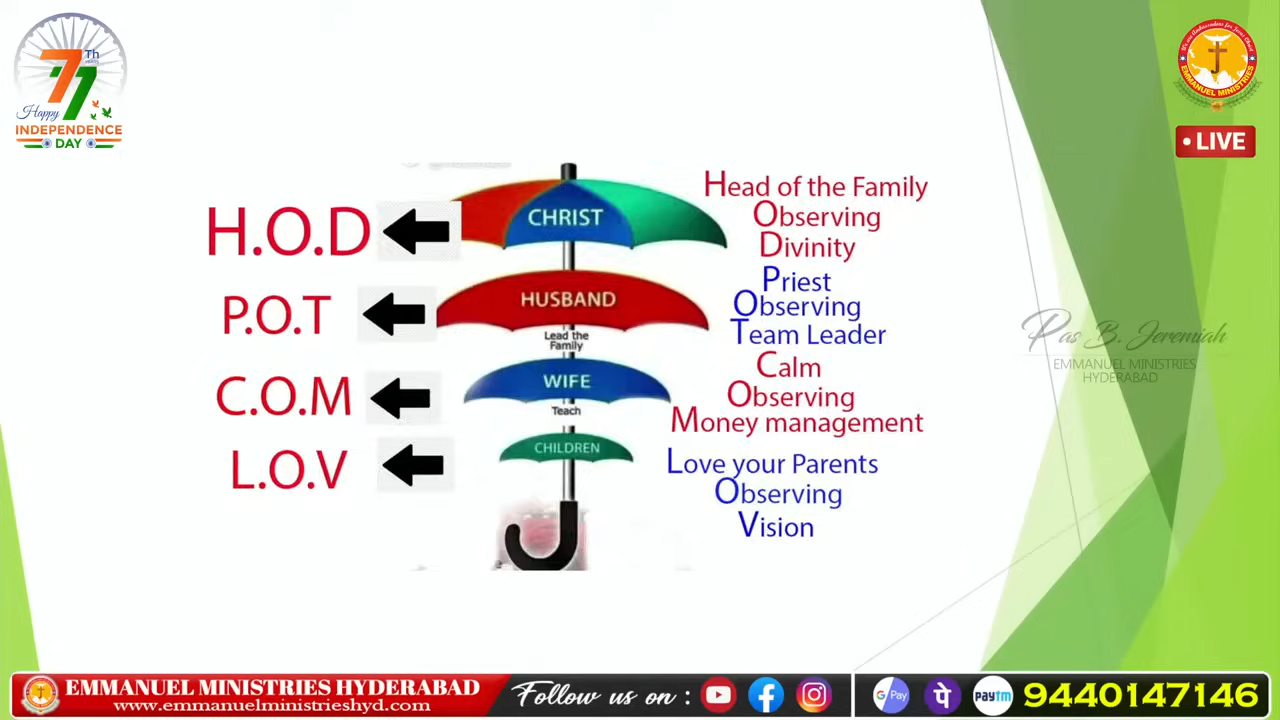 77Th
Happy
INDEPENDENCE
DAY
EMMANUEL MINISTRIES
• LIVE
H.O.D
CHRIST
Head of the Family
Observing
Divinity
P.O.T
HUSBAND
Lead the
Family
Priest
Observing
Team Leader
C.O.M
WIFE
Teach
Calm
Observing
Money management
L.O.V
CHILDREN
Love your Parents
Observing
Vision
Pas B. Jeremiah
EMMANUEL MINISTRIES
HYDERABAD
EMMANUEL MINISTRIES HYDERABAD
www.emmanuelministrieshyd.com
Follow us on :
G Pay
पे
paytm
9440147146